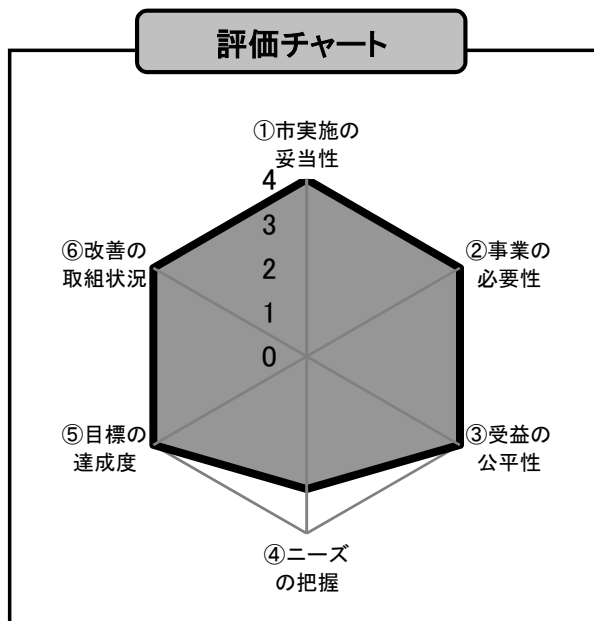 評価チャート
①市実施の
妥当性
4
3
2
1
0
②事業の
必要性
③受益の
公平性
④ニーズ
の把握
⑤目標の
達成度
⑥改善の
取組状況